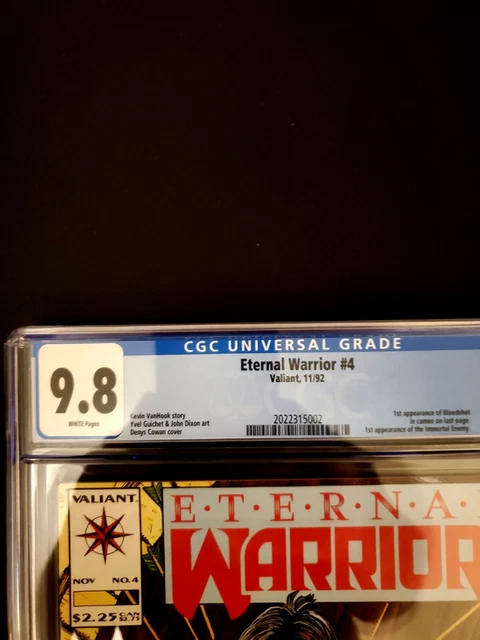 CGC UNIVERSAL GRADE
9.8
WHITE Pages
Eternal Warrior #4
Valiant, 11/92
Kevin VanHook story
Yvel Guichet & John Dixon art
Denys Cowan cover
2022315002
1st appearance of Bloodshot
in cameo on last page.
1st appearance of the Immortal Enemy.
VALIANT
NOV NO. 4
$2.25
E·T·E·R·N·A·
WARRIOR